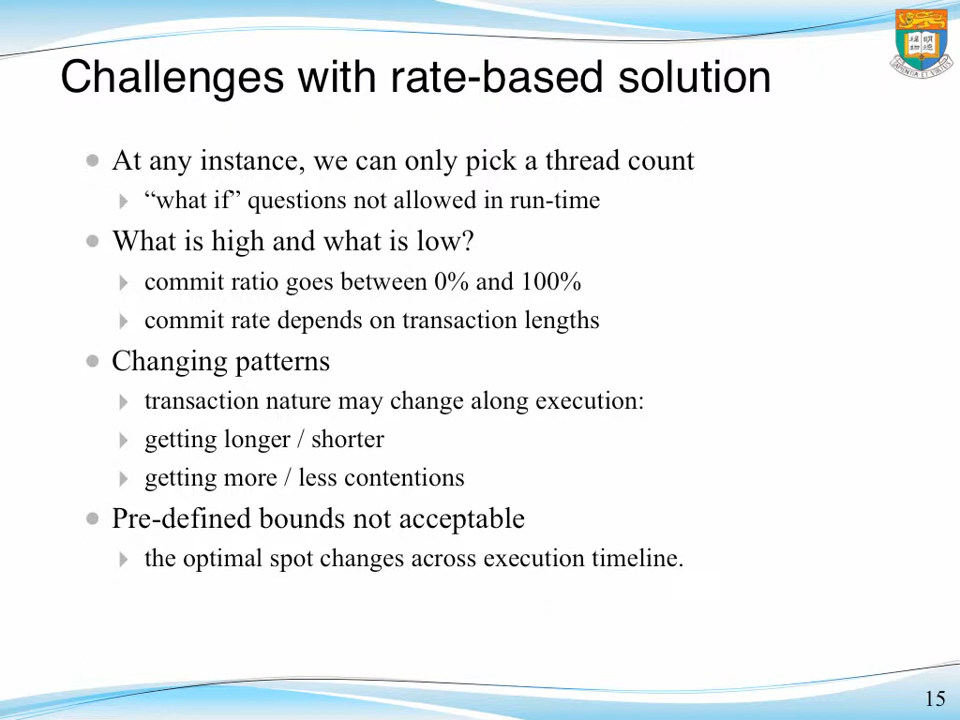 Challenges with rate-based solution
At any instance, we can only pick a thread count
“what if” questions not allowed in run-time
What is high and what is low?
commit ratio goes between 0% and 100%
commit rate depends on transaction lengths
Changing patterns
transaction nature may change along execution:
getting longer / shorter
getting more / less contentions
Pre-defined bounds not acceptable
the optimal spot changes across execution timeline.
15